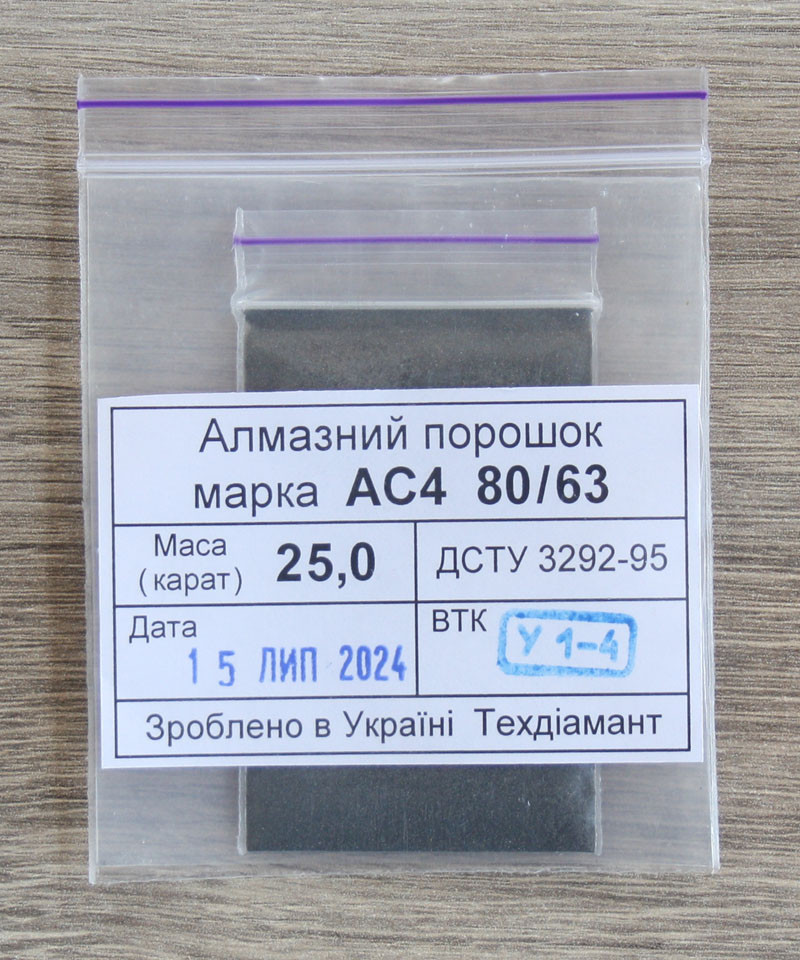 Алмазний порошок
марка АС4 80/63
Маса
(карат)
25,0
ДСТУ 3292-95
Дата
15 ЛИП 2024
ВТК
У 1-4
Зроблено в Україні Техдіамант